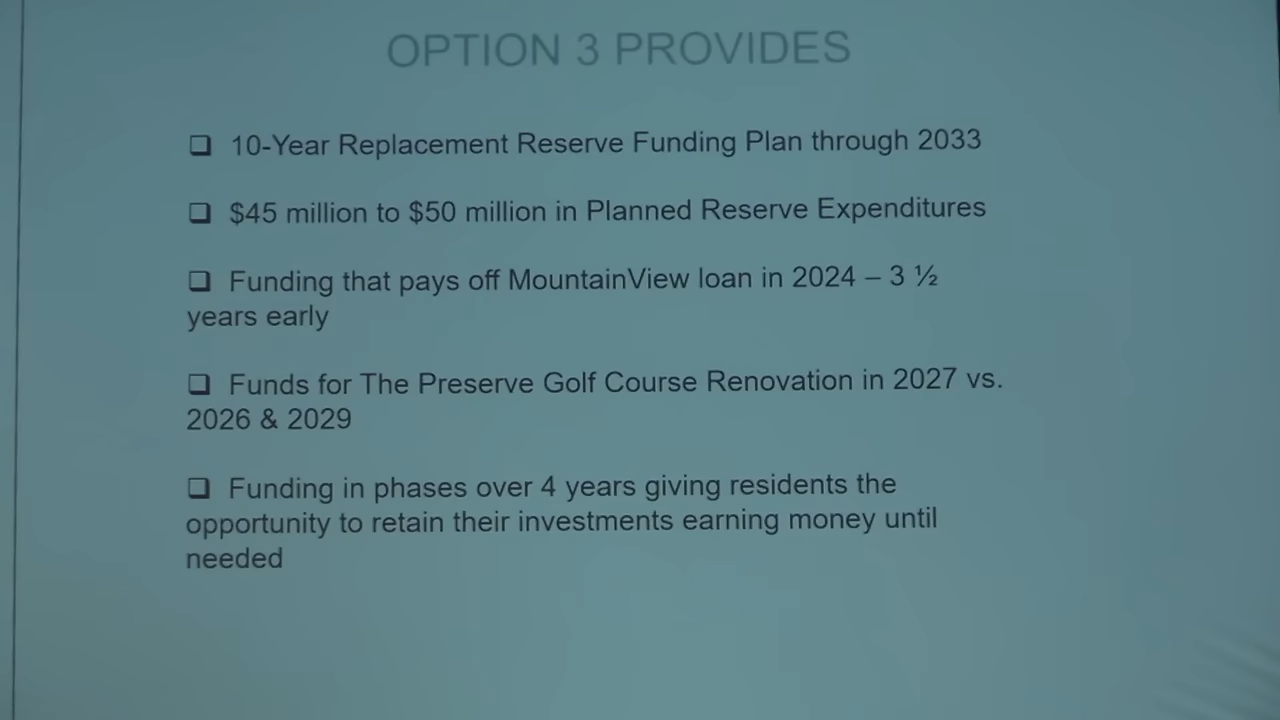 OPTION 3 PROVIDES
❑ 10-Year Replacement Reserve Funding Plan through 2033
❑ $45 million to $50 million in Planned Reserve Expenditures
❑ Funding that pays off MountainView loan in 2024 – 3 ½
years early
❑ Funds for The Preserve Golf Course Renovation in 2027 vs.
2026 & 2029
❑ Funding in phases over 4 years giving residents the
opportunity to retain their investments earning money until
needed